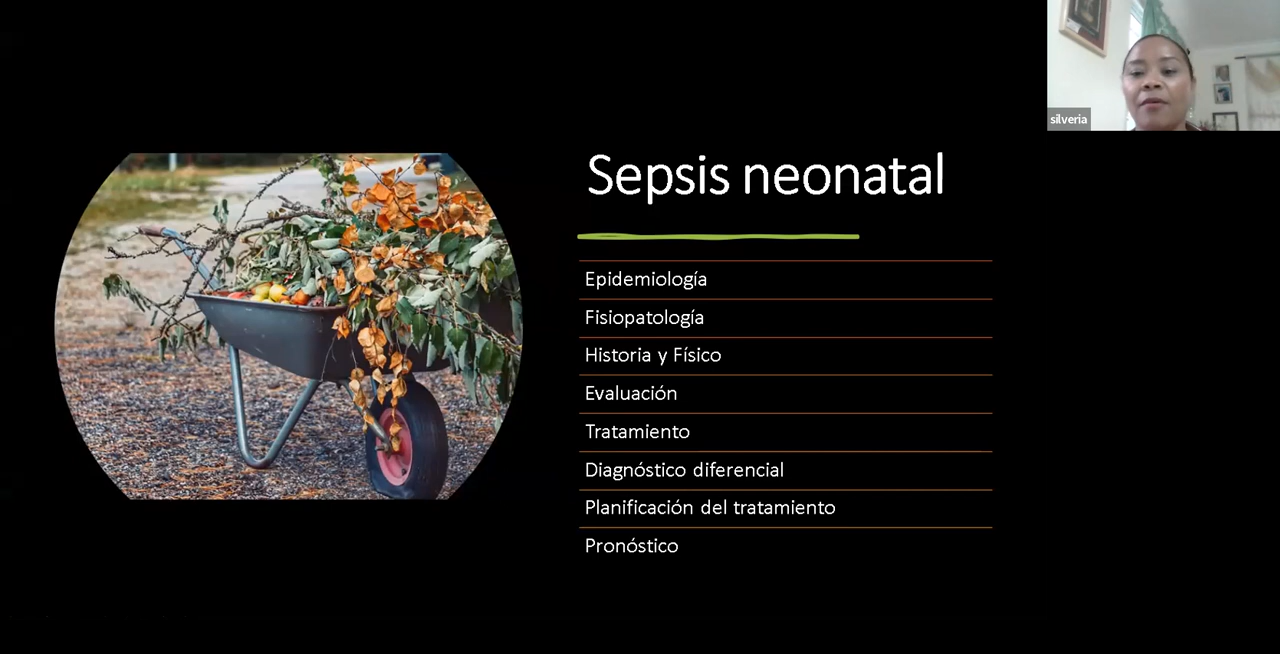 silveria
Sepsis neonatal
Epidemiología
Fisiopatología
Historia y Físico
Evaluación
Tratamiento
Diagnóstico diferencial
Planificación del tratamiento
Pronóstico